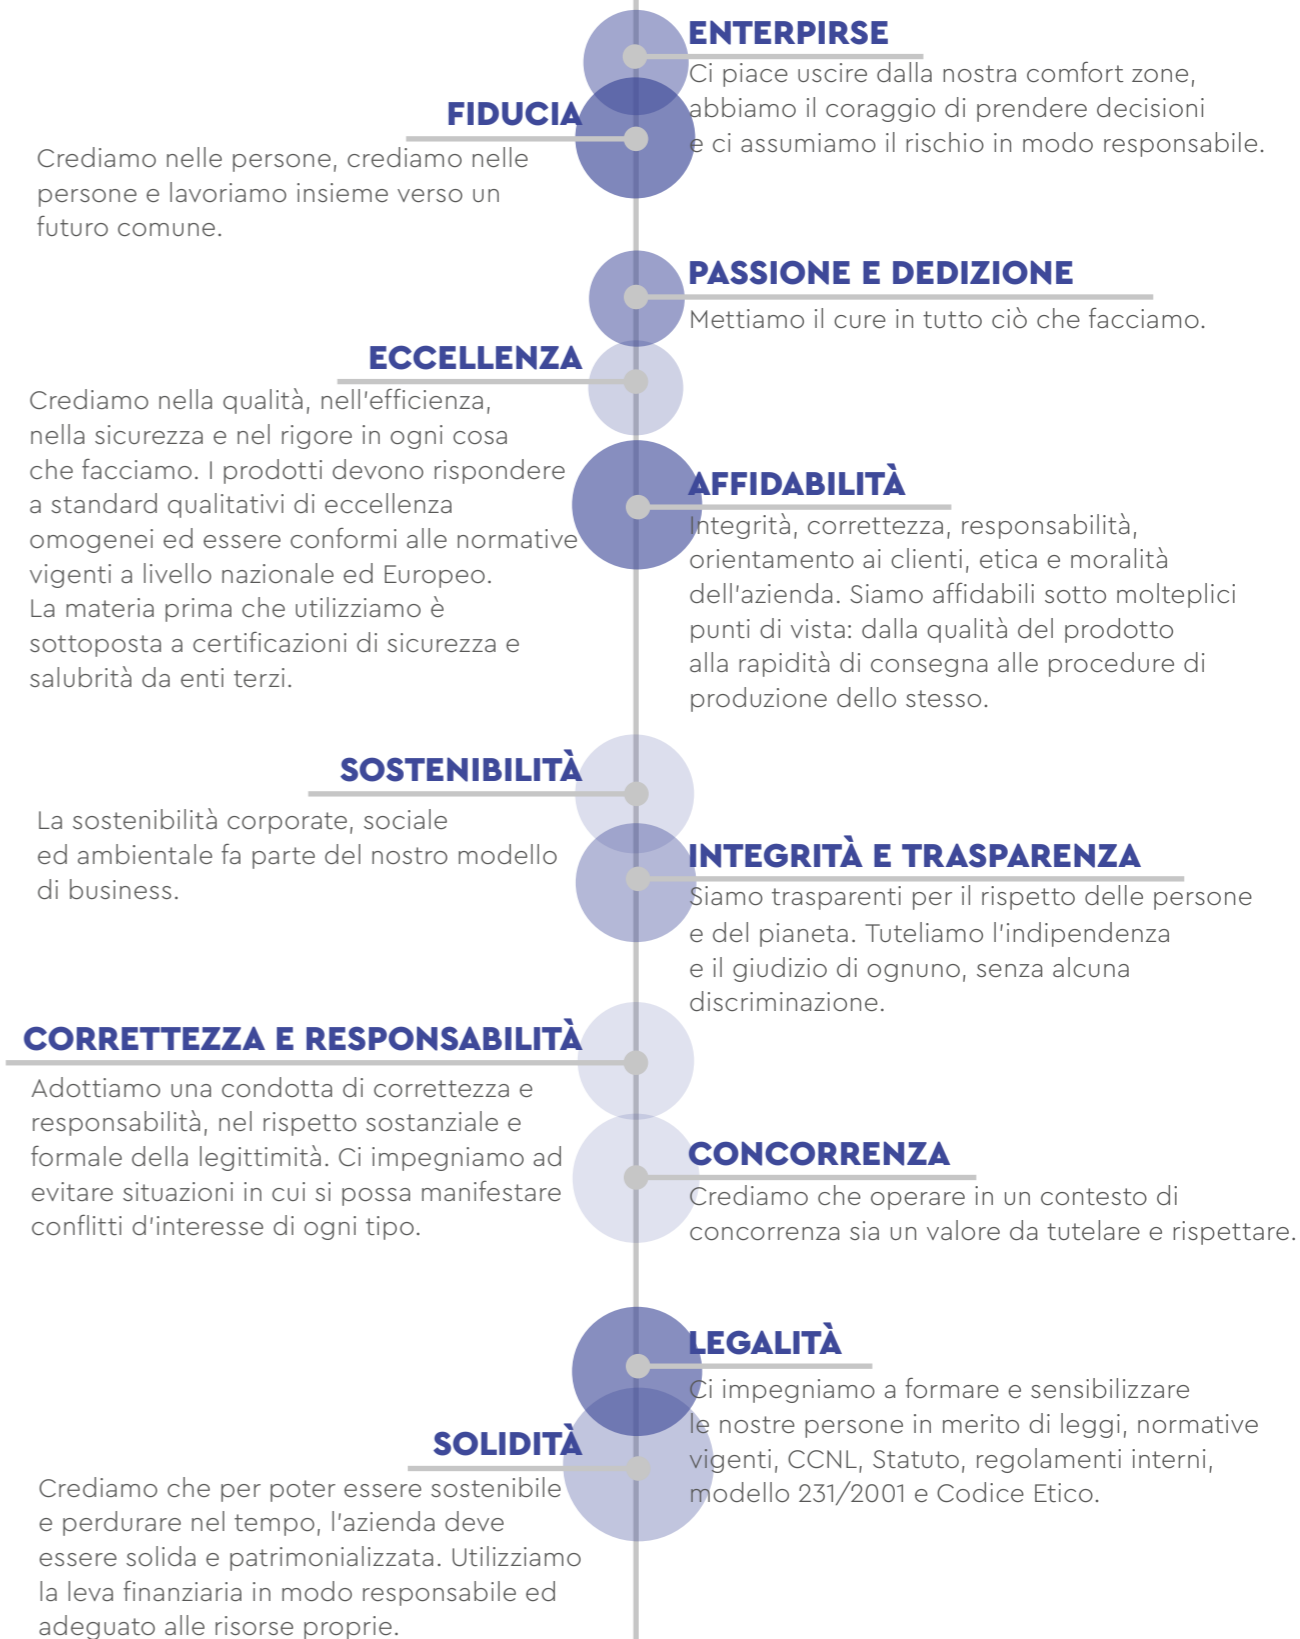 ENTERPIRSE
Ci piace uscire dalla nostra comfort zone,
abbiamo il coraggio di prendere decisioni
e ci assumiamo il rischio in modo responsabile.
FIDUCIA
Crediamo nelle persone, crediamo nelle
persone e lavoriamo insieme verso un
futuro comune.
PASSIONE E DEDIZIONE
Mettiamo il cure in tutto ciò che facciamo.
ECCELLENZA
Crediamo nella qualità, nell'efficienza,
nella sicurezza e nel rigore in ogni cosa
che facciamo. I prodotti devono rispondere
a standard qualitativi di eccellenza
omogenei ed essere conformi alle normative
vigenti a livello nazionale ed Europeo.
La materia prima che utilizziamo è
sottoposta a certificazioni di sicurezza e
salubrità da enti terzi.
AFFIDABILITÀ
Integrità, correttezza, responsabilità,
orientamento ai clienti, etica e moralità
dell'azienda. Siamo affidabili sotto molteplici
punti di vista: dalla qualità del prodotto
alla rapidità di consegna alle procedure di
produzione dello stesso.
SOSTENIBILITÀ
La sostenibilità corporate, sociale
ed ambientale fa parte del nostro modello
di business.
INTEGRITÀ E TRASPARENZA
Siamo trasparenti per il rispetto delle persone
e del pianeta. Tuteliamo l'indipendenza
e il giudizio di ognuno, senza alcuna
discriminazione.
CORRETTEZZA E RESPONSABILITÀ
Adottiamo una condotta di correttezza e
responsabilità, nel rispetto sostanziale e
formale della legittimità. Ci impegniamo ad
evitare situazioni in cui si possa manifestare
conflitti d'interesse di ogni tipo.
CONCORRENZA
Crediamo che operare in un contesto di
concorrenza sia un valore da tutelare e rispettare.
LEGALITÀ
Ci impegniamo a formare e sensibilizzare
le nostre persone in merito di leggi, normative
vigenti, CCNL, Statuto, regolamenti interni,
modello 231/2001 e Codice Etico.
SOLIDITÀ
Crediamo che per poter essere sostenibile
e perdurare nel tempo, l'azienda deve
essere solida e patrimonializzata. Utilizziamo
la leva finanziaria in modo responsabile ed
adeguato alle risorse proprie.